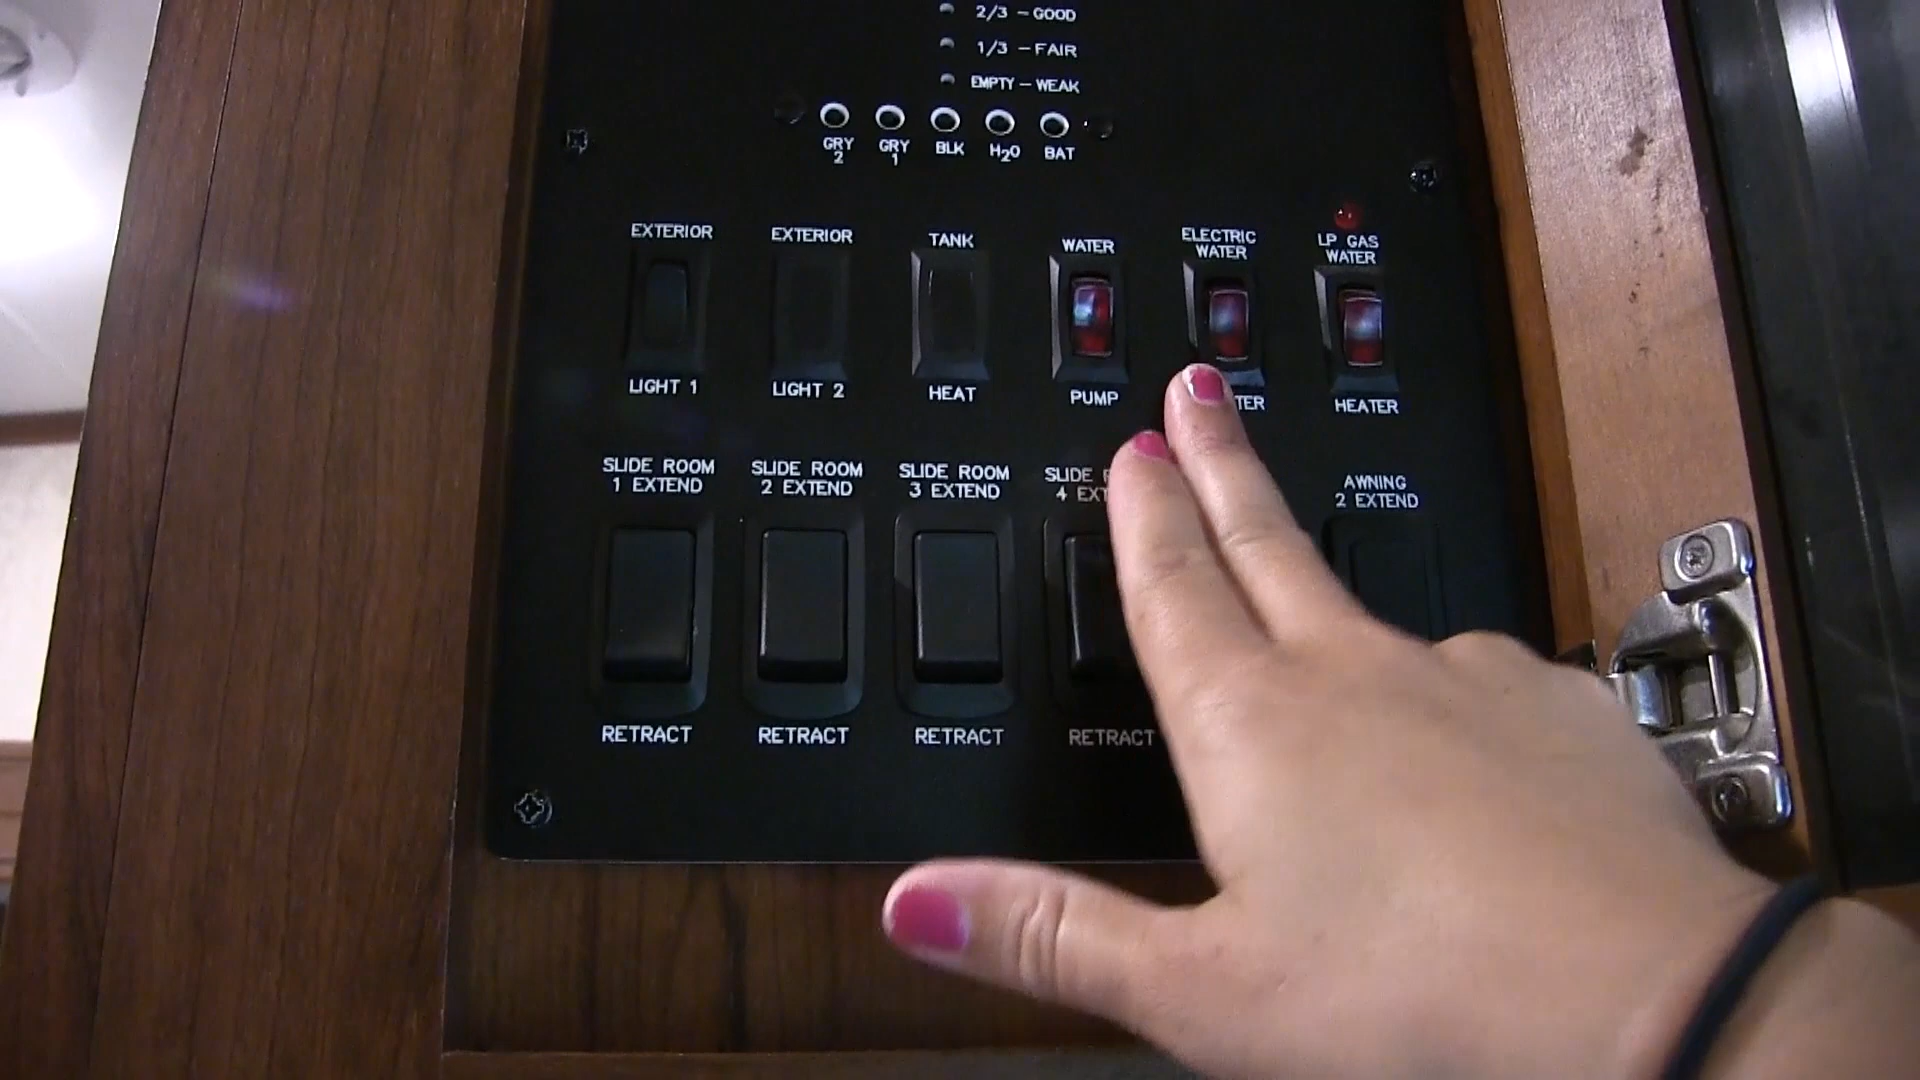 2/3 - GOOD
1/3 - FAIR
EMPTY - WEAK
GRY
2
GRY
1
BLK
H2O
BAT
EXTERIOR
LIGHT 1
EXTERIOR
LIGHT 2
TANK
HEAT
WATER
PUMP
ELECTRIC
WATER
LP GAS
WATER
HEATER
SLIDE ROOM
1 EXTEND
RETRACT
SLIDE ROOM
2 EXTEND
RETRACT
SLIDE ROOM
3 EXTEND
RETRACT
SLIDE
4
RETRACT
AWNING
2 EXTEND